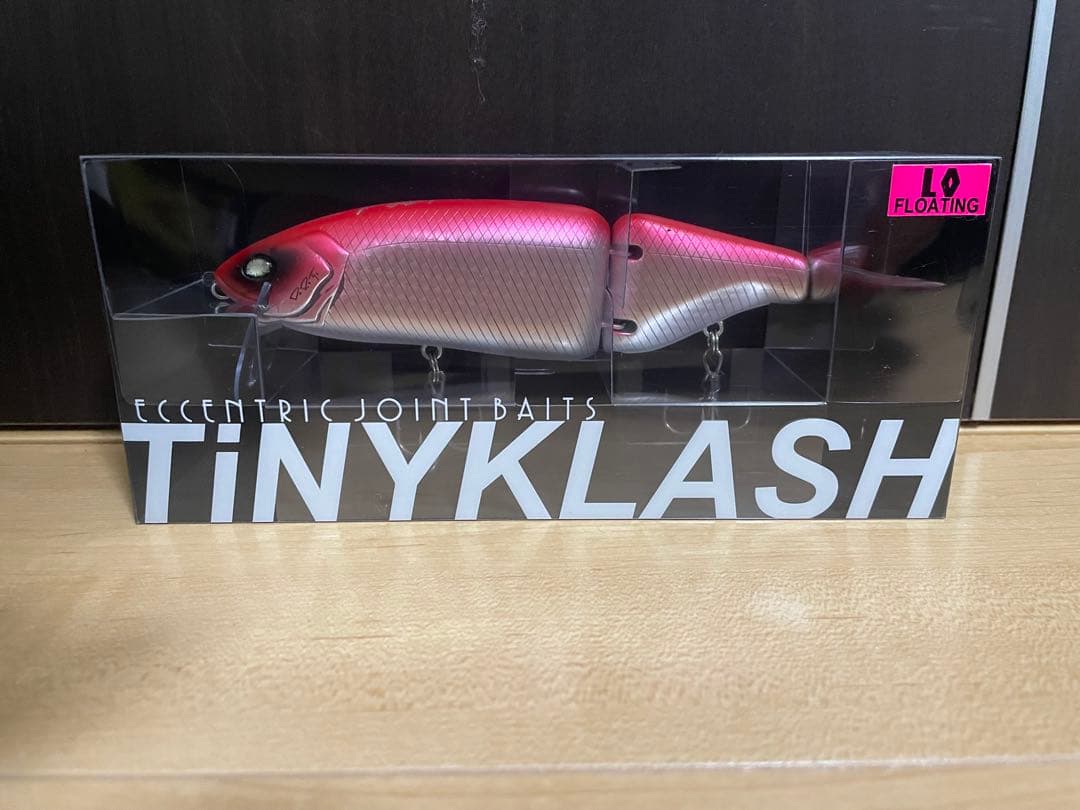 LO
FLOATING
D.R.T.
ECCENTRIC JOINT BAITS
TiNYKLASH